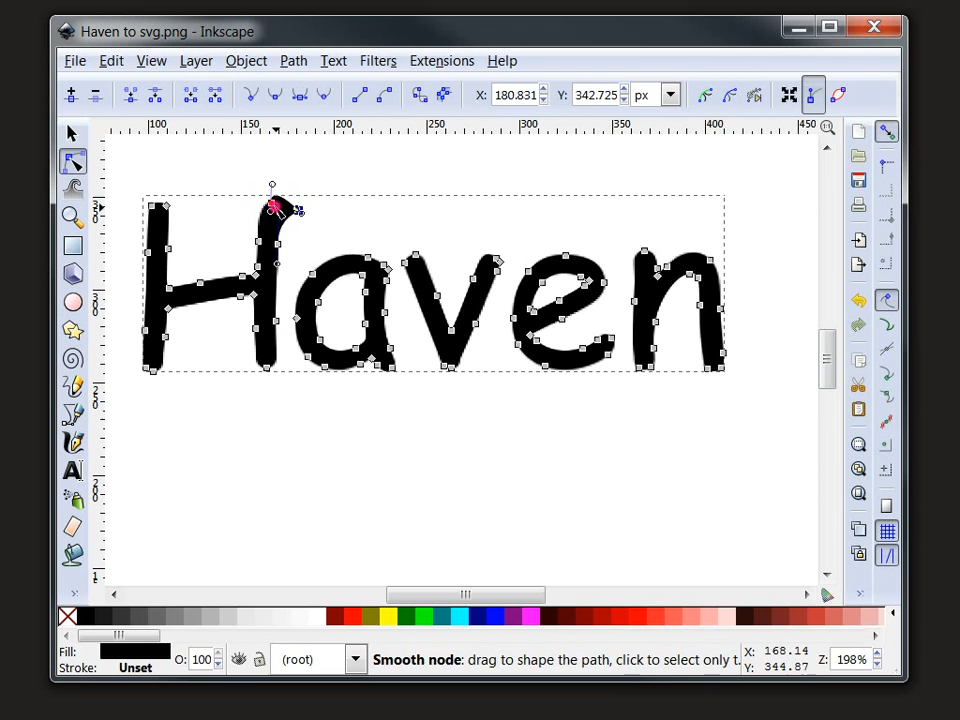 Haven to svg.png - Inkscape
File Edit View Layer Object Path Text Filters Extensions Help
X: 180.831 Y: 342.725 px
100 150 200 250 300 350 400 450
Haven
Fill:
Stroke: Unset
O: 100
(root)
Smooth node: drag to shape the path, click to select only t.
X: 168.14
Y: 344.87
Z: 198%